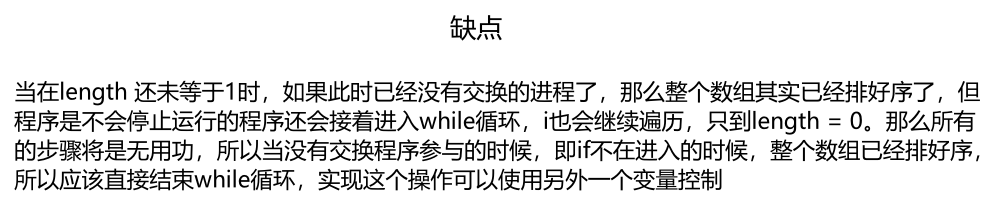 缺点
当在length 还未等于1时，如果此时已经没有交换的进程了，那么整个数组其实已经排好序了，但
程序是不会停止运行的程序还会接着进入while循环，i也会继续遍历，只到length = 0。那么所有
的步骤将是无用功，所以当没有交换程序参与的时候，即if不在进入的时候，整个数组已经排好序，
所以应该直接结束while循环，实现这个操作可以使用另外一个变量控制